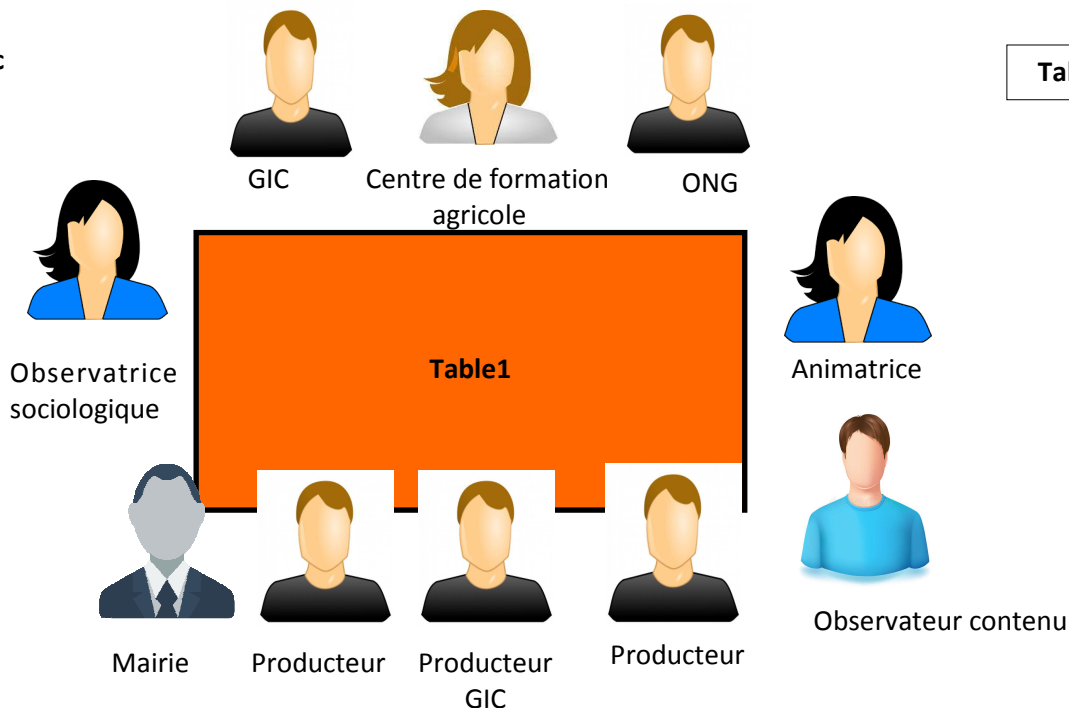 GIC
Centre de formation
agricole
ONG
Observatrice
sociologique
Table1
Animatrice
Observateur contenu
Mairie
Producteur
Producteur
GIC
Producteur